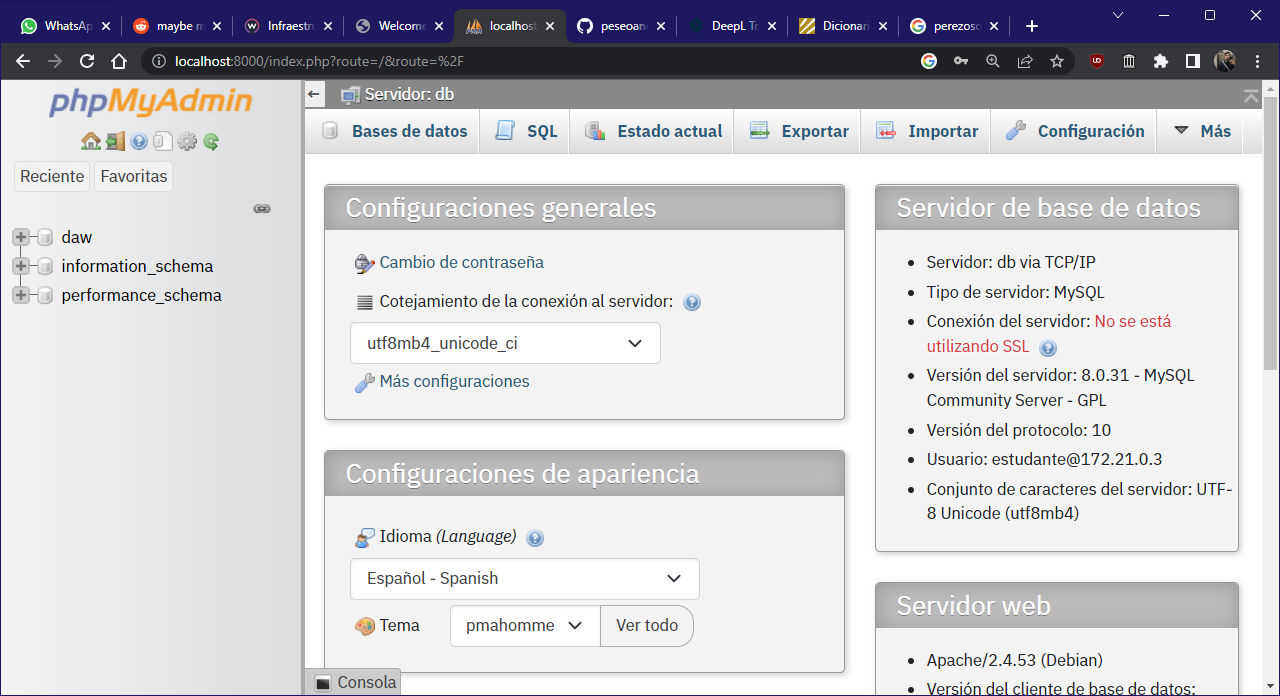 WhatsAp
maybe m
Infraestru
Welcome
localhost
peseoan
DeepL Tr
Dicionari
perezoso
localhost:8000/index.php?route=/&route=%2F
phpMyAdmin
Reciente
Favoritas
daw
information_schema
performance_schema
Servidor: db
Bases de datos
SQL
Estado actual
Exportar
Importar
Configuración
Más
Configuraciones generales
Cambio de contraseña
Cotejamiento de la conexión al servidor:
utf8mb4_unicode_ci
Más configuraciones
Configuraciones de apariencia
Idioma (Language)
Español - Spanish
Tema
pmahomme
Ver todo
Consola
Servidor de base de datos
Servidor: db via TCP/IP
Tipo de servidor: MySQL
Conexión del servidor: No se está
utilizando SSL
Versión del servidor: 8.0.31 - MySQL
Community Server - GPL
Versión del protocolo: 10
Usuario: estudante@172.21.0.3
Conjunto de caracteres del servidor: UTF-
8 Unicode (utf8mb4)
Servidor web
Apache/2.4.53 (Debian)
Versión del cliente de base de datos: